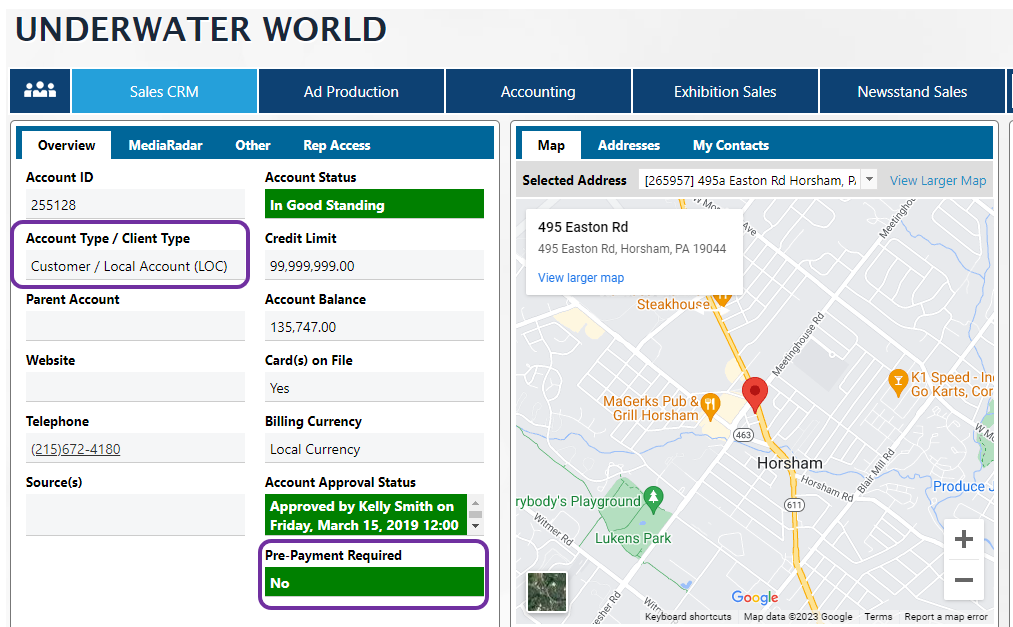 UNDERWATER WORLD
Sales CRM
Ad Production
Accounting
Exhibition Sales
Newsstand Sales
Overview
MediaRadar
Other
Rep Access
Account ID
255128
Account Type / Client Type
Customer / Local Account (LOC)
Parent Account
Website
Telephone
(215)672-4180
Source(s)
Account Status
In Good Standing
Credit Limit
99,999,999.00
Account Balance
135,747.00
Card(s) on File
Yes
Billing Currency
Local Currency
Account Approval Status
Approved by Kelly Smith on
Friday, March 15, 2019 12:00
Pre-Payment Required
No
Map
Addresses
My Contacts
Selected Address
[265957] 495a Easton Rd Horsham, PA
View Larger Map
495 Easton Rd
495 Easton Rd, Horsham, PA 19044
View larger map
Ave
Meetinghou
Steakhouse
Meetinghouse Rd
K1 Speed - In
Go Karts, Con
MaGerks Pub &
Grill Horsham
463
W M
Horsham
Blair Mill Rd
Horsham Rd
Produce J
rybody's Playground
611
Witmer Rd
Lukens Park
esher Rd
Witm
Google
Keyboard shortcuts
Map data ©2023 Google
Terms
Report a map error